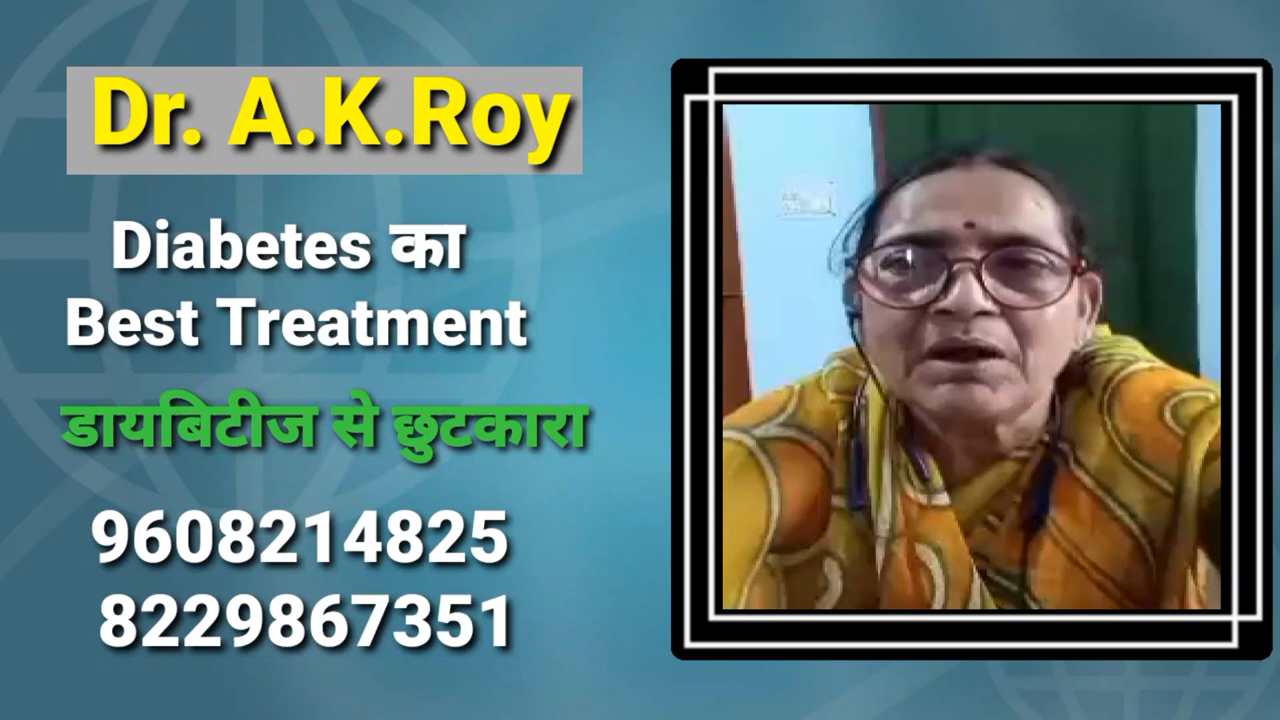 Dr. A.K.Roy
Diabetes का
Best Treatment
डायबिटीज से छुटकारा
9608214825
8229867351